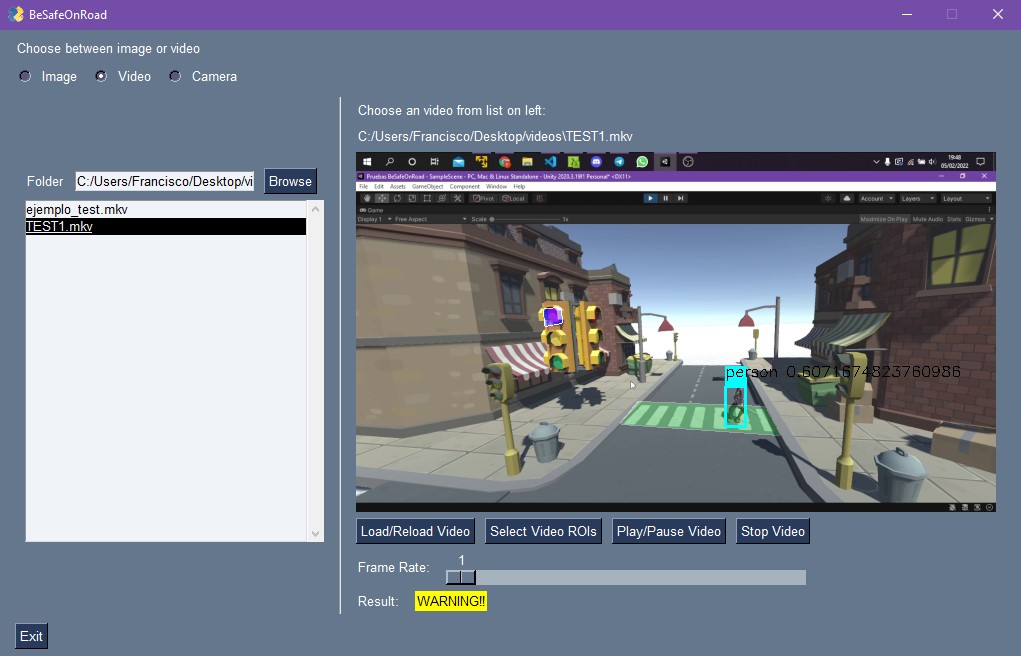 BeSafeOnRoad
Choose between image or video
Image Video Camera
Choose an video from list on left:
C:/Users/Francisco/Desktop/videos\TEST1.mkv
Folder C:/Users/Francisco/Desktop/vi Browse
ejemplo_test.mkv
TEST1.mkv
19:48
05/02/2022
Pruebas BeSafeOnRoad - SampleScene - PC, Mac & Linux Standalone - Unity 2020.3.19f1 Personal* <DX11>
File Edit Assets GameObject Component Window Help
Pivot Local Account Layers Layout
Game
Display 1 Free Aspect Scale 1x Maximize On Play Mute Audio Stats Gizmos
person 0.6071674823760986
Load/Reload Video Select Video ROIs Play/Pause Video Stop Video
1
Frame Rate:
Result: WARNING!!
Exit